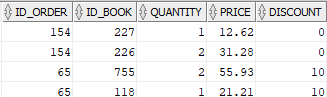 ID_ORDER ID_BOOK QUANTITY PRICE DISCOUNT
154 227 1 12.62 0
154 226 2 31.28 0
65 755 2 55.93 10
65 118 1 21.21 10